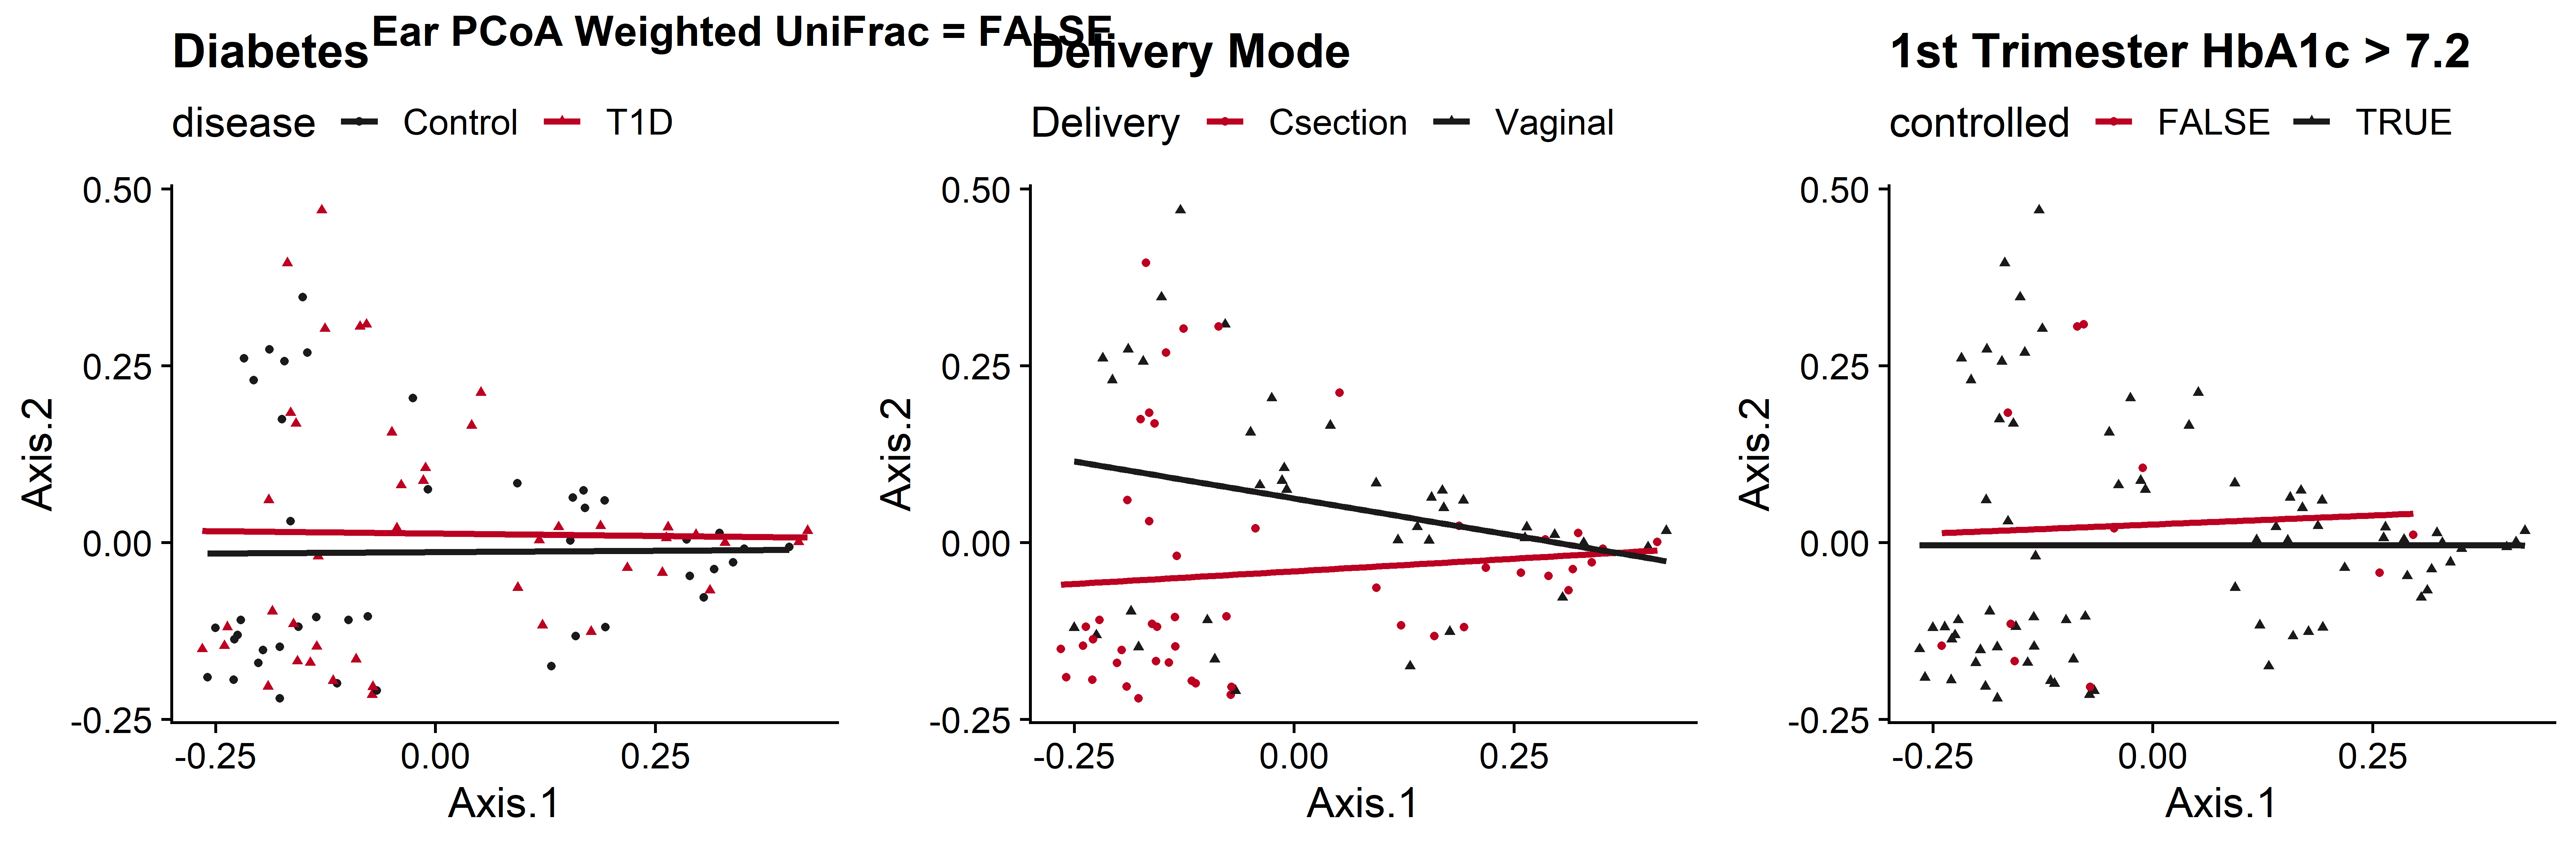 Ear PCoA Weighted UniFrac = FALSE
Diabetes
disease Control T1D
0.50
0.25
0.00
-0.25
Axis.2
-0.25 0.00 0.25
Axis.1
Delivery Mode
Delivery Csection Vaginal
0.50
0.25
0.00
-0.25
Axis.2
-0.25 0.00 0.25
Axis.1
1st Trimester HbA1c > 7.2
controlled FALSE TRUE
0.50
0.25
0.00
-0.25
Axis.2
-0.25 0.00 0.25
Axis.1